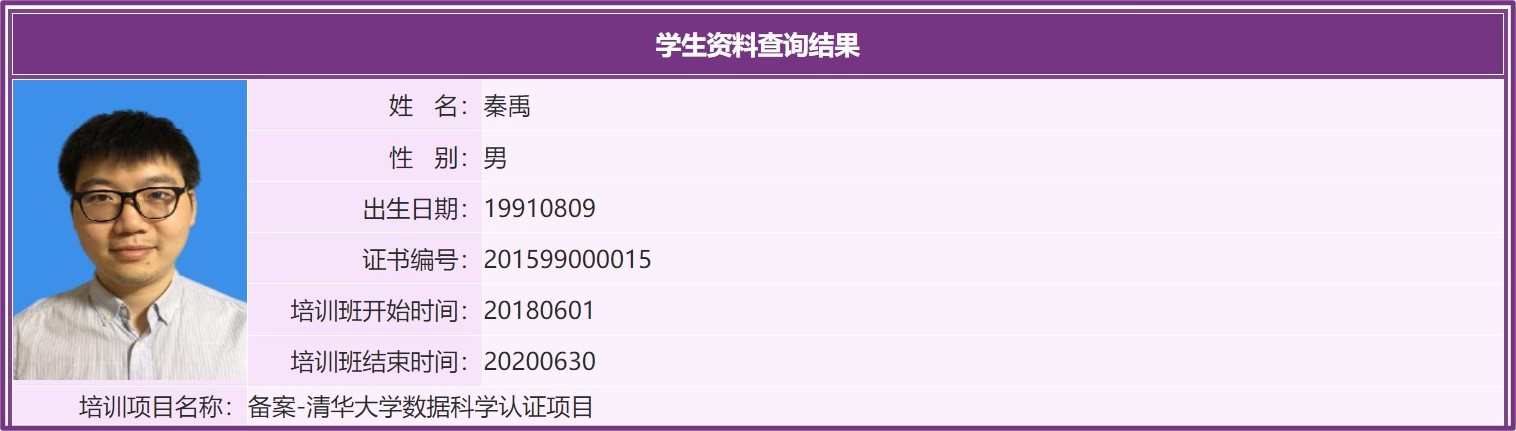 学生资料查询结果
姓 名：秦禹
性 别：男
出生日期：19910809
证书编号：201599000015
培训班开始时间：20180601
培训班结束时间：20200630
培训项目名称：备案-清华大学数据科学认证项目